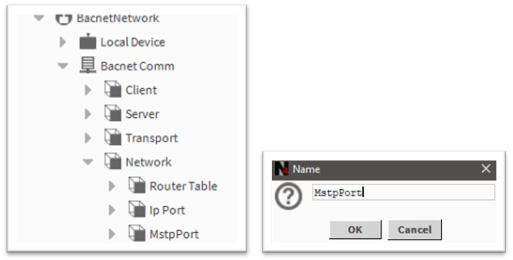 BacnetNetwork
Local Device
Bacnet Comm
Client
Server
Transport
Network
Router Table
Ip Port
MstpPort
Name
MstpPort
OK
Cancel